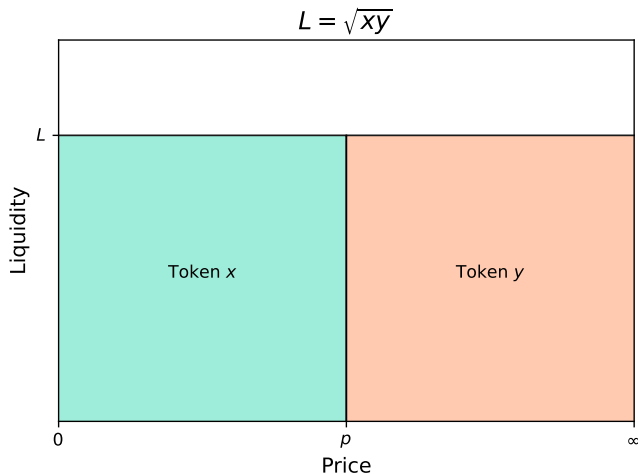 L = √xy
L
Liquidity
Token x
Token y
0
p
∞
Price